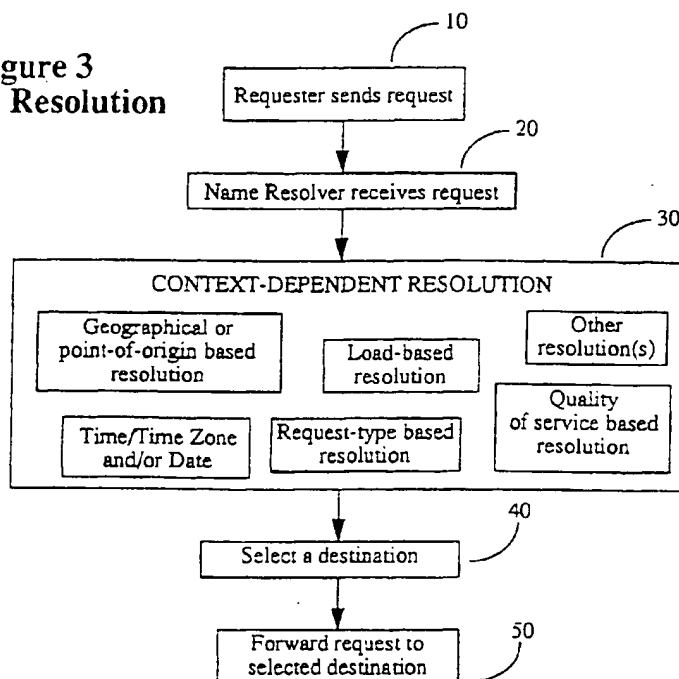 gure 3
Resolution
10
Requester sends request
20
Name Resolver receives request
30
CONTEXT-DEPENDENT RESOLUTION
Geographical or
point-of-origin based
resolution
Load-based
resolution
Other
resolution(s)
Time/Time Zone
and/or Date
Request-type based
resolution
Quality
of service based
resolution
40
Select a destination
50
Forward request to
selected destination